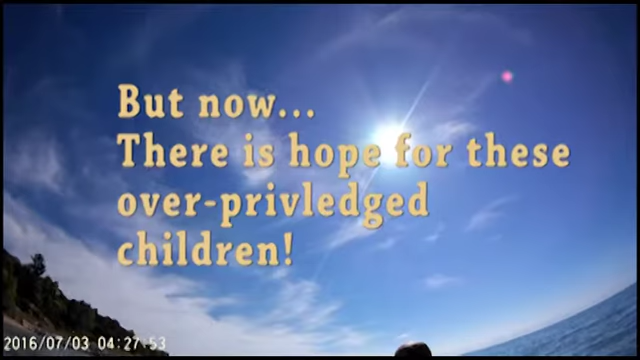 But now...
There is hope for these
over-privledged
children!
2016/07/03 04:27:53